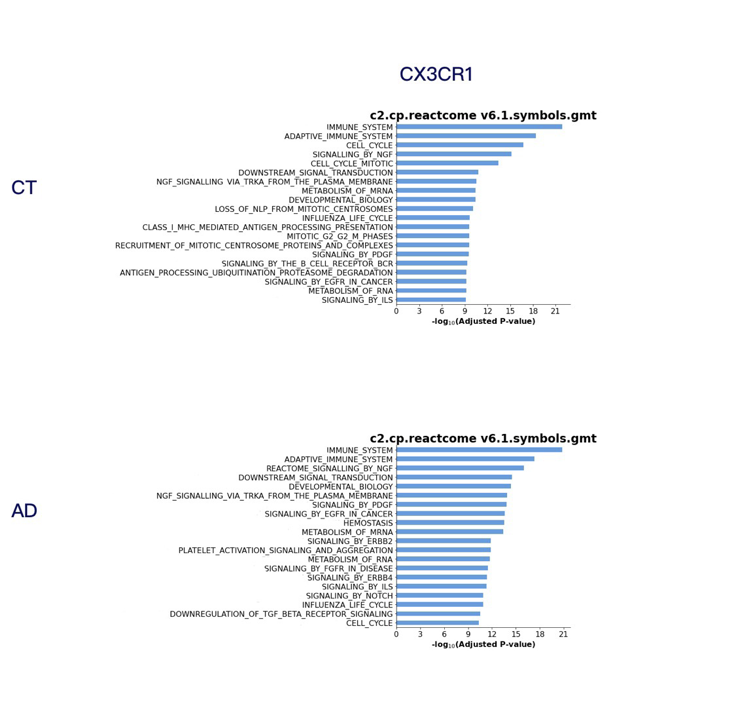 CX3CR1
CT
c2.cp.reactcome v6.1.symbols.gmt
IMMUNE_SYSTEM
ADAPTIVE_IMMUNE_SYSTEM
CELL_CYCLE
SIGNALLING_BY_NGF
CELL_CYCLE_MITOTIC
DOWNSTREAM_SIGNAL_TRANSDUCTION
NGF_SIGNALLING VIA_TRKA_FROM_THE_PLASMA_MEMBRANE
METABOLISM_OF_MRNA
DEVELOPMENTAL_BIOLOGY
LOSS_OF_NLP_FROM_MITOTIC_CENTROSOMES
INFLUENZA_LIFE_CYCLE
CLASS_I_MHC_MEDIATED_ANTIGEN_PROCESSING_PRESENTATION
MITOTIC_G2_G2_M_PHASES
RECRUITMENT_OF_MITOTIC_CENTROSOME_PROTEINS_AND_COMPLEXES
SIGNALING_BY_PDGF
SIGNALING_BY_THE_B_CELL_RECEPTOR_BCR
ANTIGEN_PROCESSING_UBIQUITINATION_PROTEASOME_DEGRADATION
SIGNALING_BY_EGFR_IN_CANCER
METABOLISM_OF_RNA
SIGNALING_BY_ILS
0 3 6 9 12 15 18 21
-log₁₀(Adjusted P-value)
AD
c2.cp.reactcome v6.1.symbols.gmt
IMMUNE_SYSTEM
ADAPTIVE_IMMUNE_SYSTEM
REACTOME_SIGNALLING_BY_NGF
DOWNSTREAM_SIGNAL_TRANSDUCTION
DEVELOPMENTAL_BIOLOGY
NGF_SIGNALLING_VIA_TRKA_FROM_THE_PLASMA_MEMBRANE
SIGNALING_BY_PDGF
SIGNALING_BY_EGFR_IN_CANCER
HEMOSTASIS
METABOLISM_OF_MRNA
SIGNALING_BY_ERBB2
PLATELET_ACTIVATION_SIGNALING_AND_AGGREGATION
METABOLISM_OF_RNA
SIGNALING_BY_FGFR_IN_DISEASE
SIGNALING_BY_ERBB4
SIGNALING_BY_ILS
SIGNALING_BY_NOTCH
INFLUENZA_LIFE_CYCLE
DOWNREGULATION_OF_TGF_BETA_RECEPTOR_SIGNALING
CELL_CYCLE
0 3 6 9 12 15 18 21
-log₁₀(Adjusted P-value)